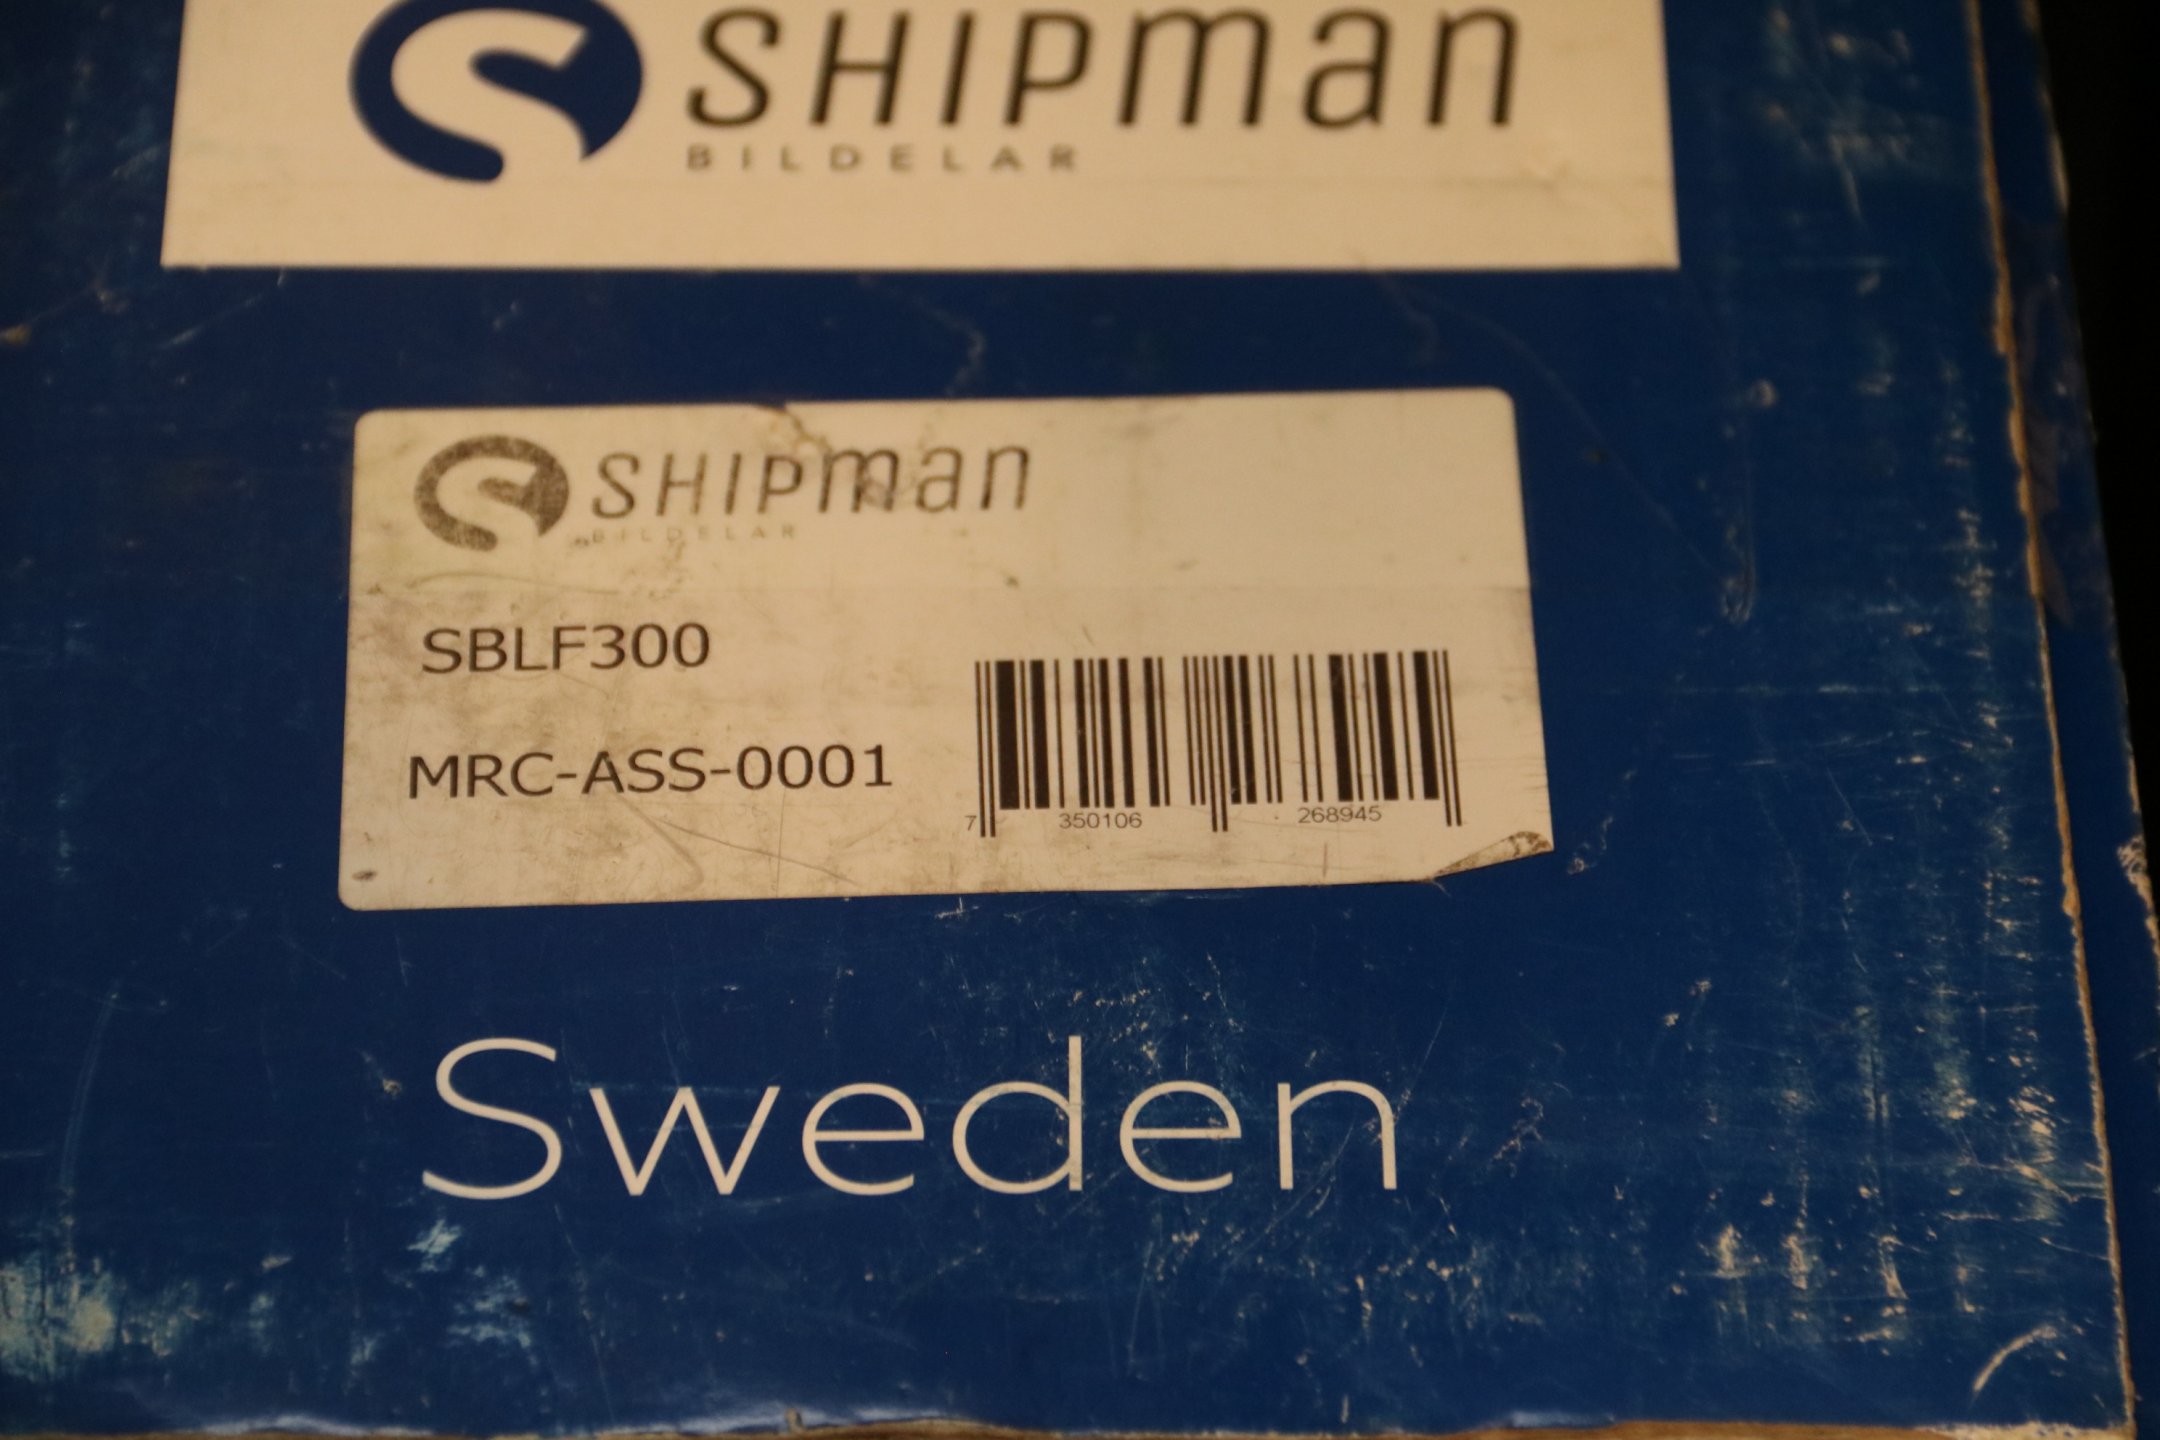 SHIPman
BILDELAR
SHIPman
BILDELAR
SBLF300
MRC-ASS-0001
7 350106 268945
Sweden